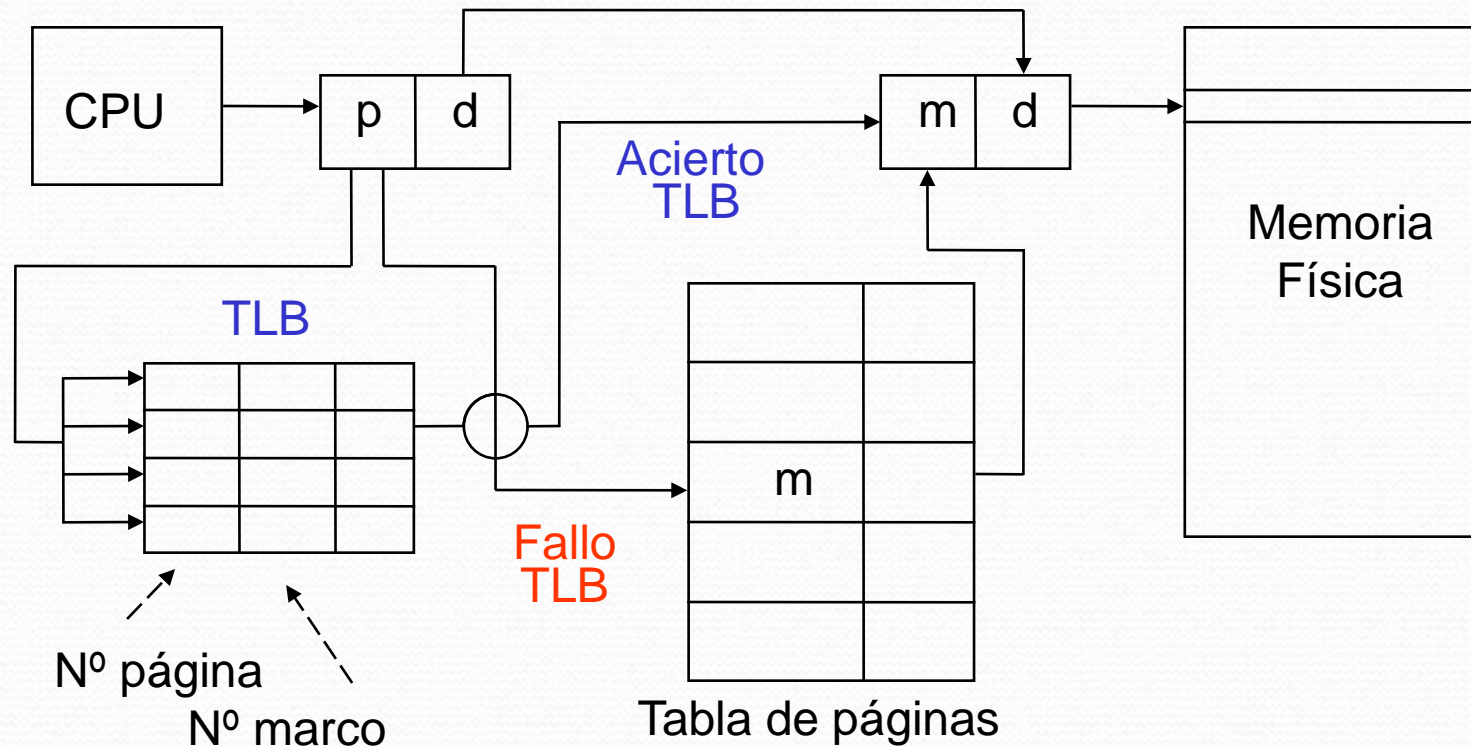 CPU
p
d
m
d
Acierto
TLB
Memoria
Física
TLB
m
Fallo
TLB
Nº página
Nº marco
Tabla de páginas